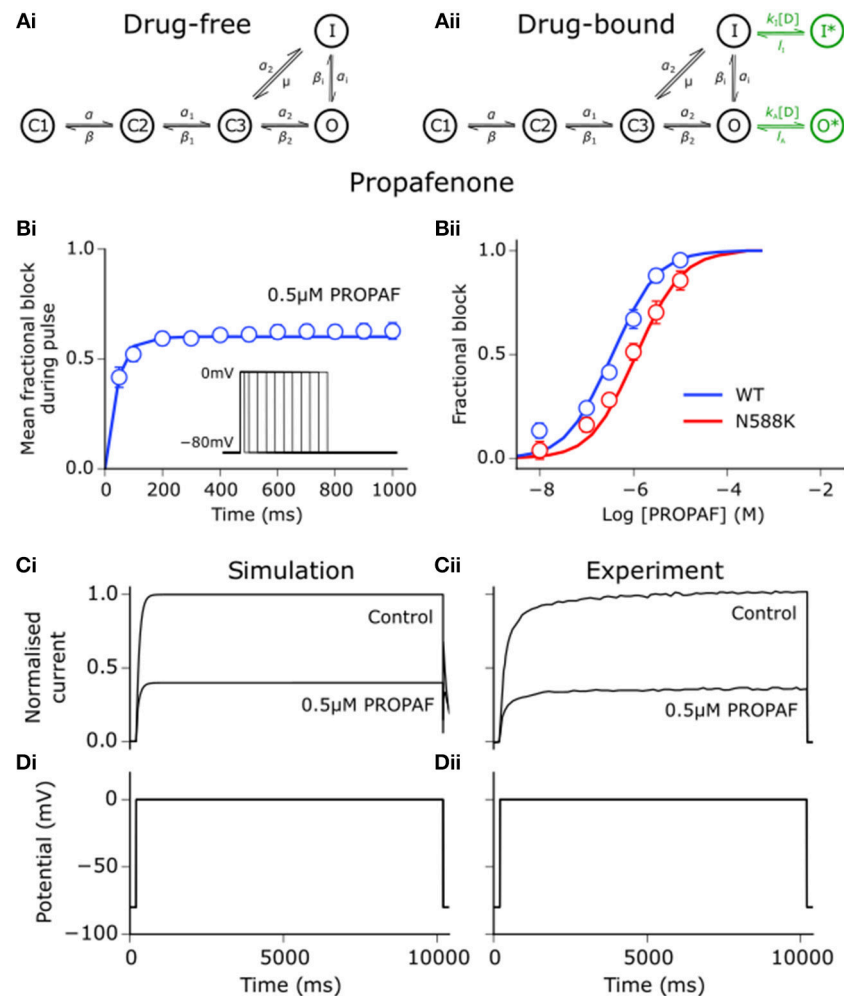 Ai Drug-free Aii Drug-bound
I I k₁[D] I*
l₁
α₂ μ βᵢ αᵢ α₂ μ βᵢ αᵢ
C1 α β C2 α₁ β₁ C3 α₂ β₂ O C1 α β C2 α₁ β₁ C3 α₂ β₂ O kₐ[D] lₐ O*
Propafenone
Bi Bii
Mean fractional block
during pulse
1.0
0.5
0.0
0.5μM PROPAF
0mV
−80mV
0 200 400 600 800 1000
Time (ms)
Fractional block
1.0
0.5
0.0
WT
N588K
−8 −6 −4 −2
Log [PROPAF] (M)
Ci Simulation Cii Experiment
Normalised
current
1.0
0.5
0.0
Control
0.5μM PROPAF
Control
0.5μM PROPAF
Di Dii
Potential (mV)
0
−50
−100
0 5000 10000
Time (ms)
0 5000 10000
Time (ms)